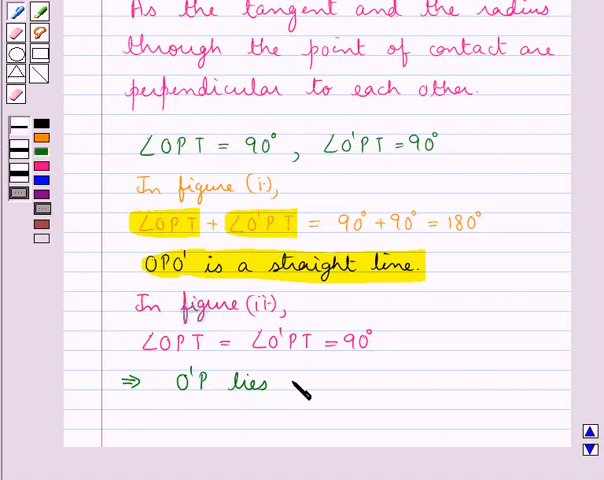 As the tangent and the radius
through the point of contact are
perpendicular to each other.
∠OPT = 90°, ∠O'PT = 90°
In figure (i),
∠OPT + ∠O'PT = 90° + 90° = 180°
OPO' is a straight line.
In figure (ii),
∠OPT = ∠O'PT = 90°
⇒ O'P lies